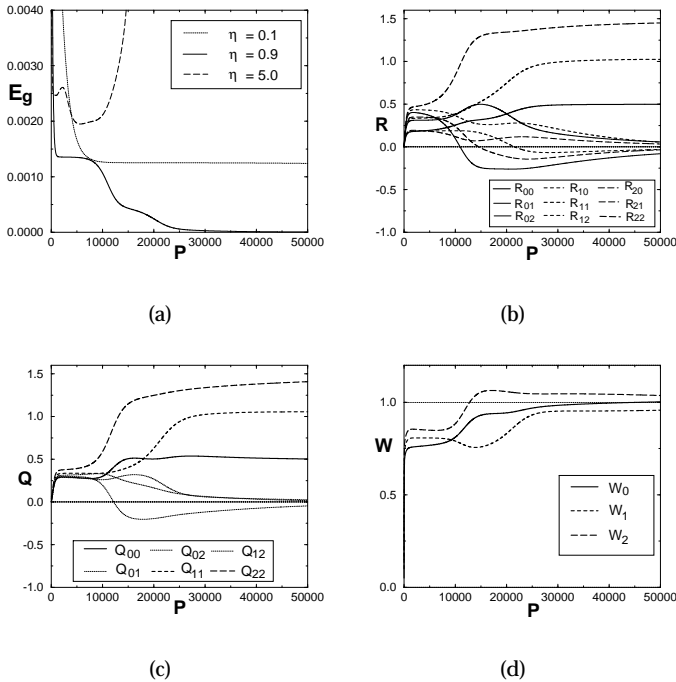 0.0040
0.0030
0.0020
0.0010
0.0000
Eg
η = 0.1
η = 0.9
η = 5.0
0 10000 20000 30000 40000 50000
P
(a)
1.5
1.0
0.5
0.0
-0.5
-1.0
R
R00 R10 R20
R01 R11 R21
R02 R12 R22
0 10000 20000 30000 40000 50000
P
(b)
1.5
1.0
0.5
0.0
-0.5
-1.0
Q
Q00 Q02 Q12
Q01 Q11 Q22
0 10000 20000 30000 40000 50000
P
(c)
1.0
0.5
0.0
W
W0
W1
W2
0 10000 20000 30000 40000 50000
P
(d)